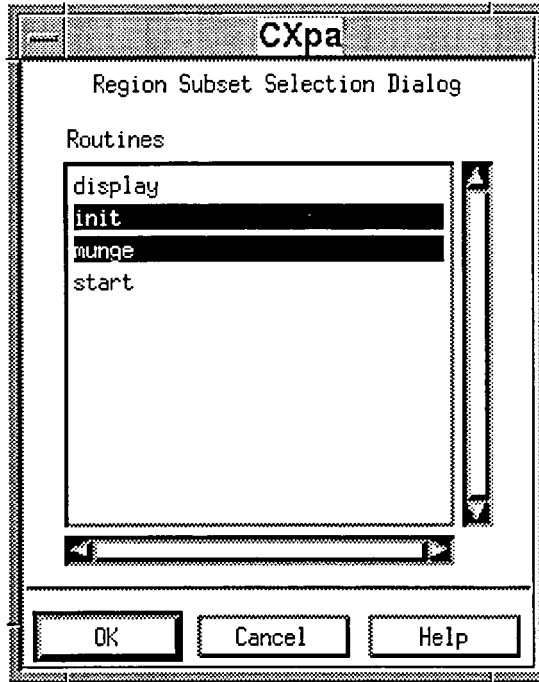 CXpa
Region Subset Selection Dialog
Routines
display
init
munge
start
OK Cancel Help